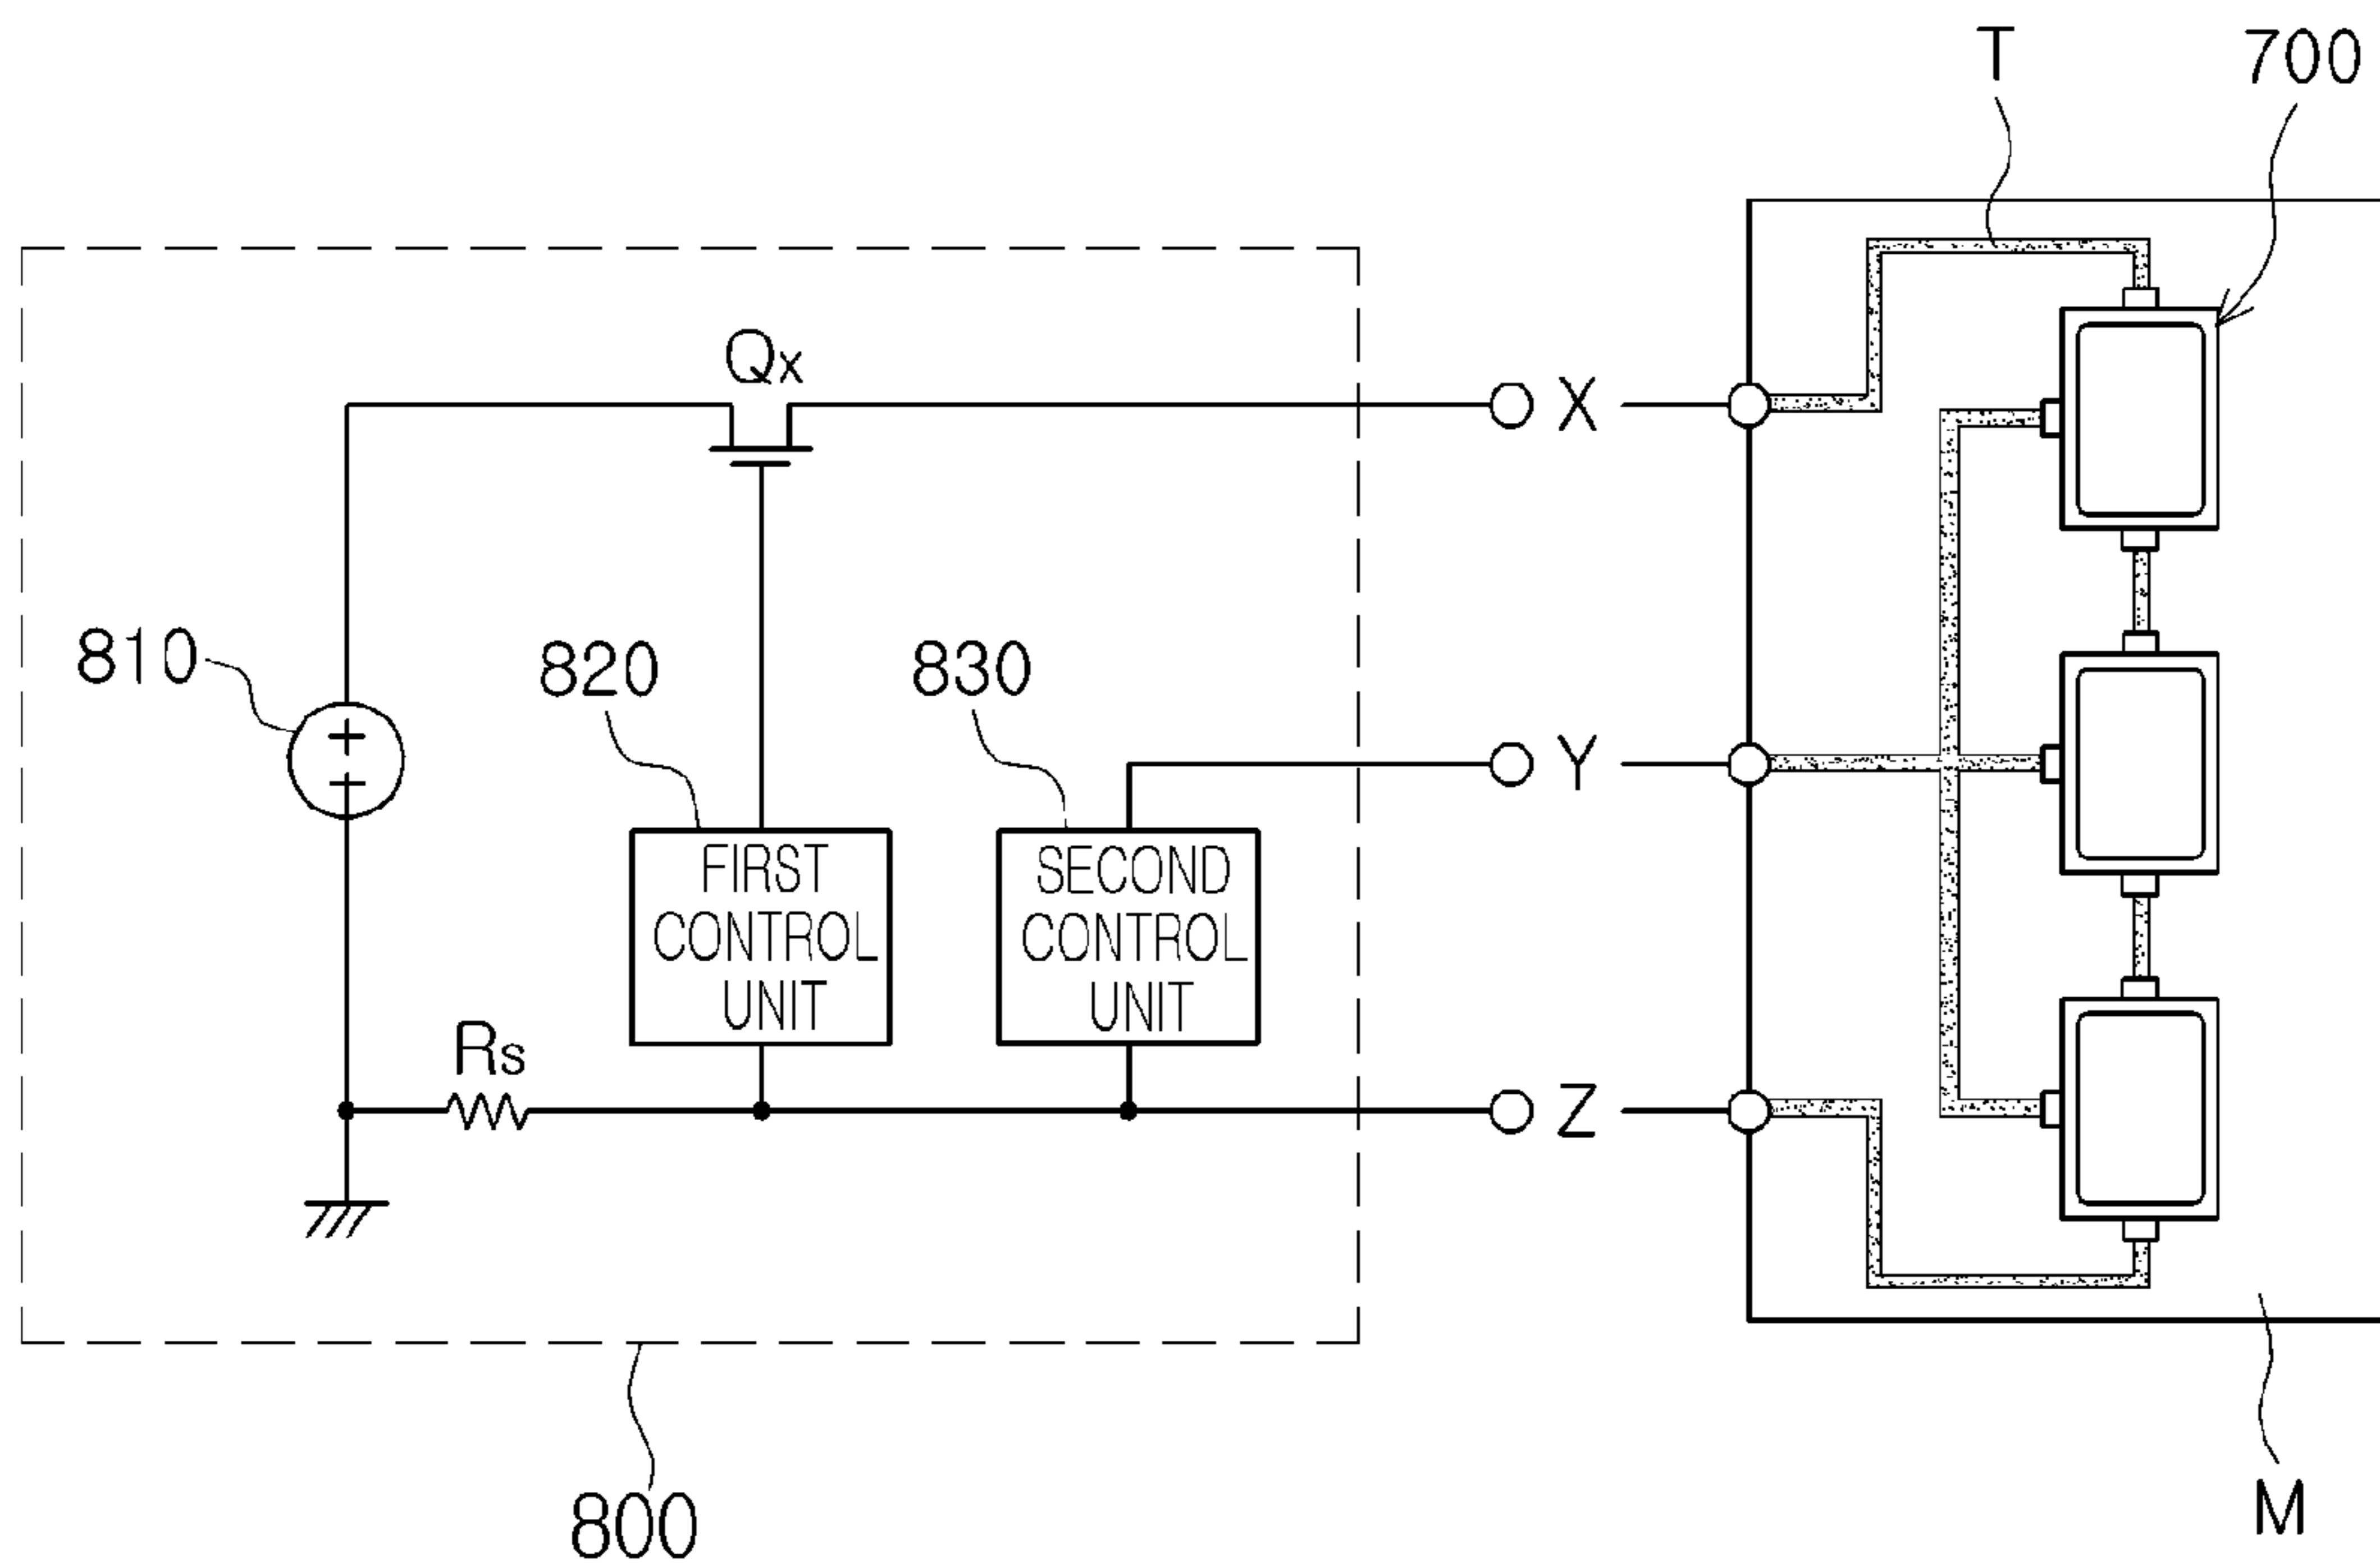 T
700
Qx
X
810
820
830
Y
FIRST
CONTROL
UNIT
SECOND
CONTROL
UNIT
Rs
Z
800
M